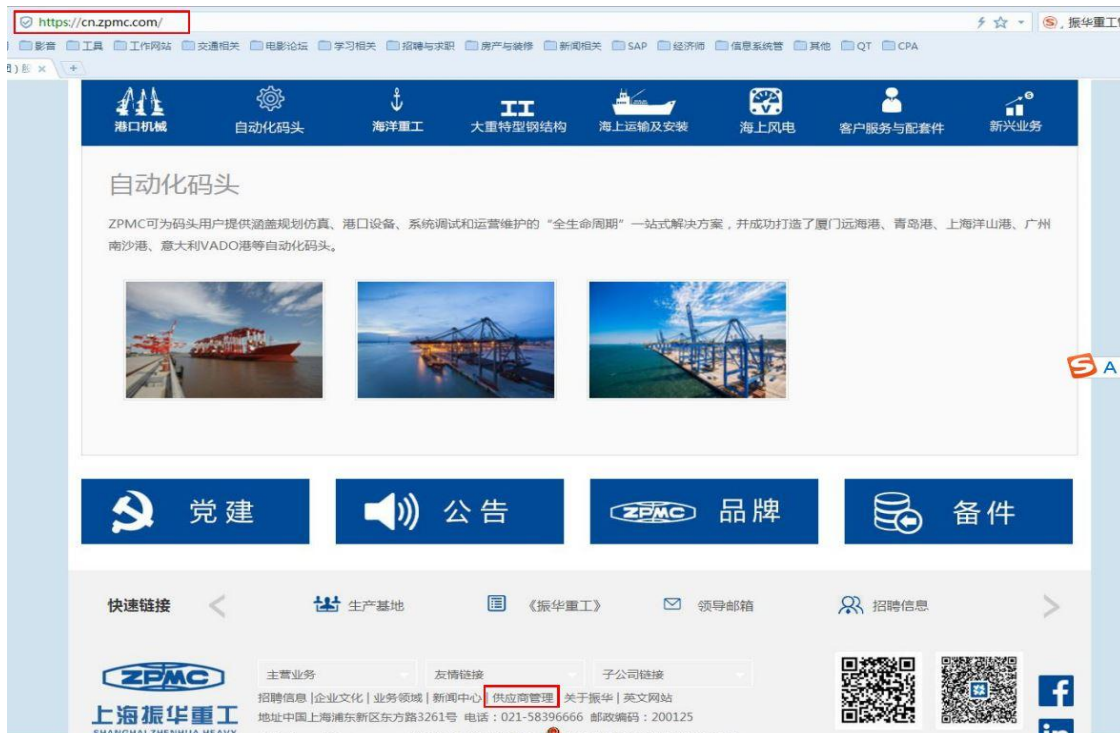 https://cn.zpmc.com/
振华重工
影音 工具 工作网站 交通相关 电影论坛 学习相关 招聘与求职 房产与装修 新闻相关 SAP 经济师 信息系统管 其他 QT CPA
港口机械 自动化码头 海洋重工 大重特型钢结构 海上运输及安装 海上风电 客户服务与配套件 新兴业务
自动化码头
ZPMC可为码头用户提供涵盖规划仿真、港口设备、系统调试和运营维护的“全生命周期”一站式解决方案，并成功打造了厦门远海港、青岛港、上海洋山港、广州
南沙港、意大利VADO港等自动化码头。
党建 公告 ZPMC 品牌 备件
快速链接 生产基地 《振华重工》 领导邮箱 招聘信息
ZPMC
主营业务 友情链接 子公司链接
招聘信息 |企业文化 | 业务领域 | 新闻中心 | 供应商管理 | 关于振华 | 英文网站
上海振华重工
地址中国上海浦东新区东方路3261号 电话：021-58396666 邮政编码：200125
SHANGHAI ZHENHUA HEAVY